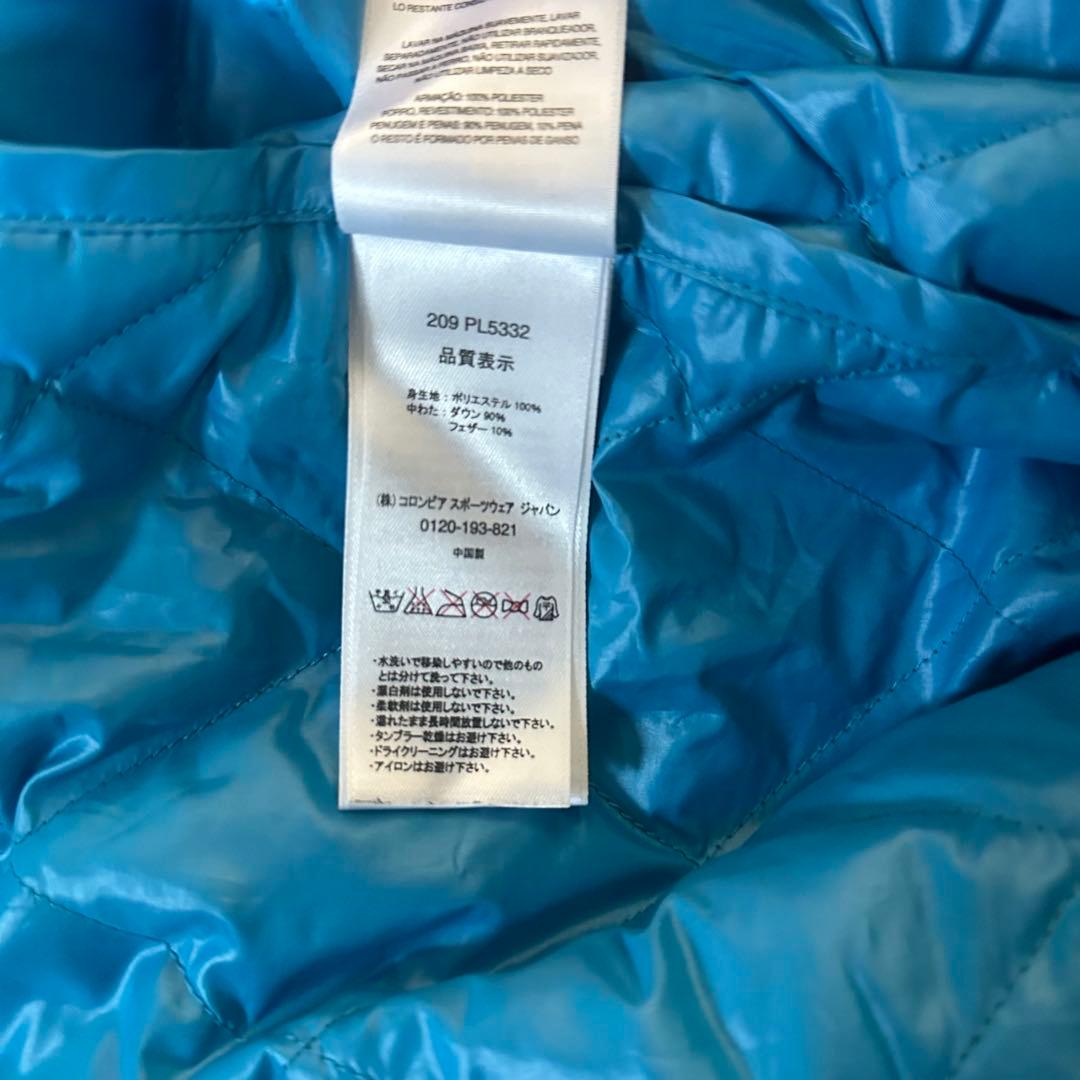 LO RESTANTE
LAVAR NA MÁQUINA SUAVEMENTE, LAVAR
SEPARADAMENTE, NÃO UTILIZAR BRANQUEADOR,
SECAR NA MÁQUINA BAIXA, RETIRAR RAPIDAMENTE,
NÃO UTILIZAR SUAVIZADOR,
NÃO UTILIZAR LIMPEZA A SECO
ARMAÇÃO: 100% POLIESTER
FORRO, REVESTIMENTO: 100% POLIESTER
PENUGEM E PENAS: 90% PENUGEM, 10% PENA
O RESTO É FORMADO POR PENAS DE GANSO
209 PL5332
品質表示
身生地：ポリエステル 100%
中わた：ダウン 90%
フェザー 10%
(株) コロンビア スポーツウェア ジャパン
0120-193-821
中国製
・水洗いで移染しやすいので他のもの
とは分けて洗って下さい。
・漂白剤は使用しないで下さい。
・柔軟剤は使用しないで下さい。
・濡れたまま長時間放置しないで下さい。
・タンブラー乾燥はお避け下さい。
・ドライクリーニングはお避け下さい。
・アイロンはお避け下さい。